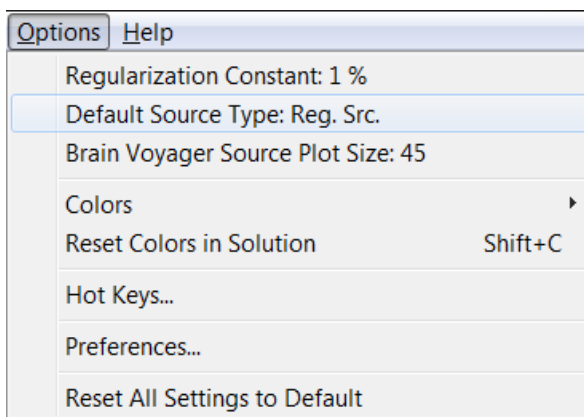 Options Help
Regularization Constant: 1 %
Default Source Type: Reg. Src.
Brain Voyager Source Plot Size: 45
Colors
Reset Colors in Solution Shift+C
Hot Keys...
Preferences...
Reset All Settings to Default